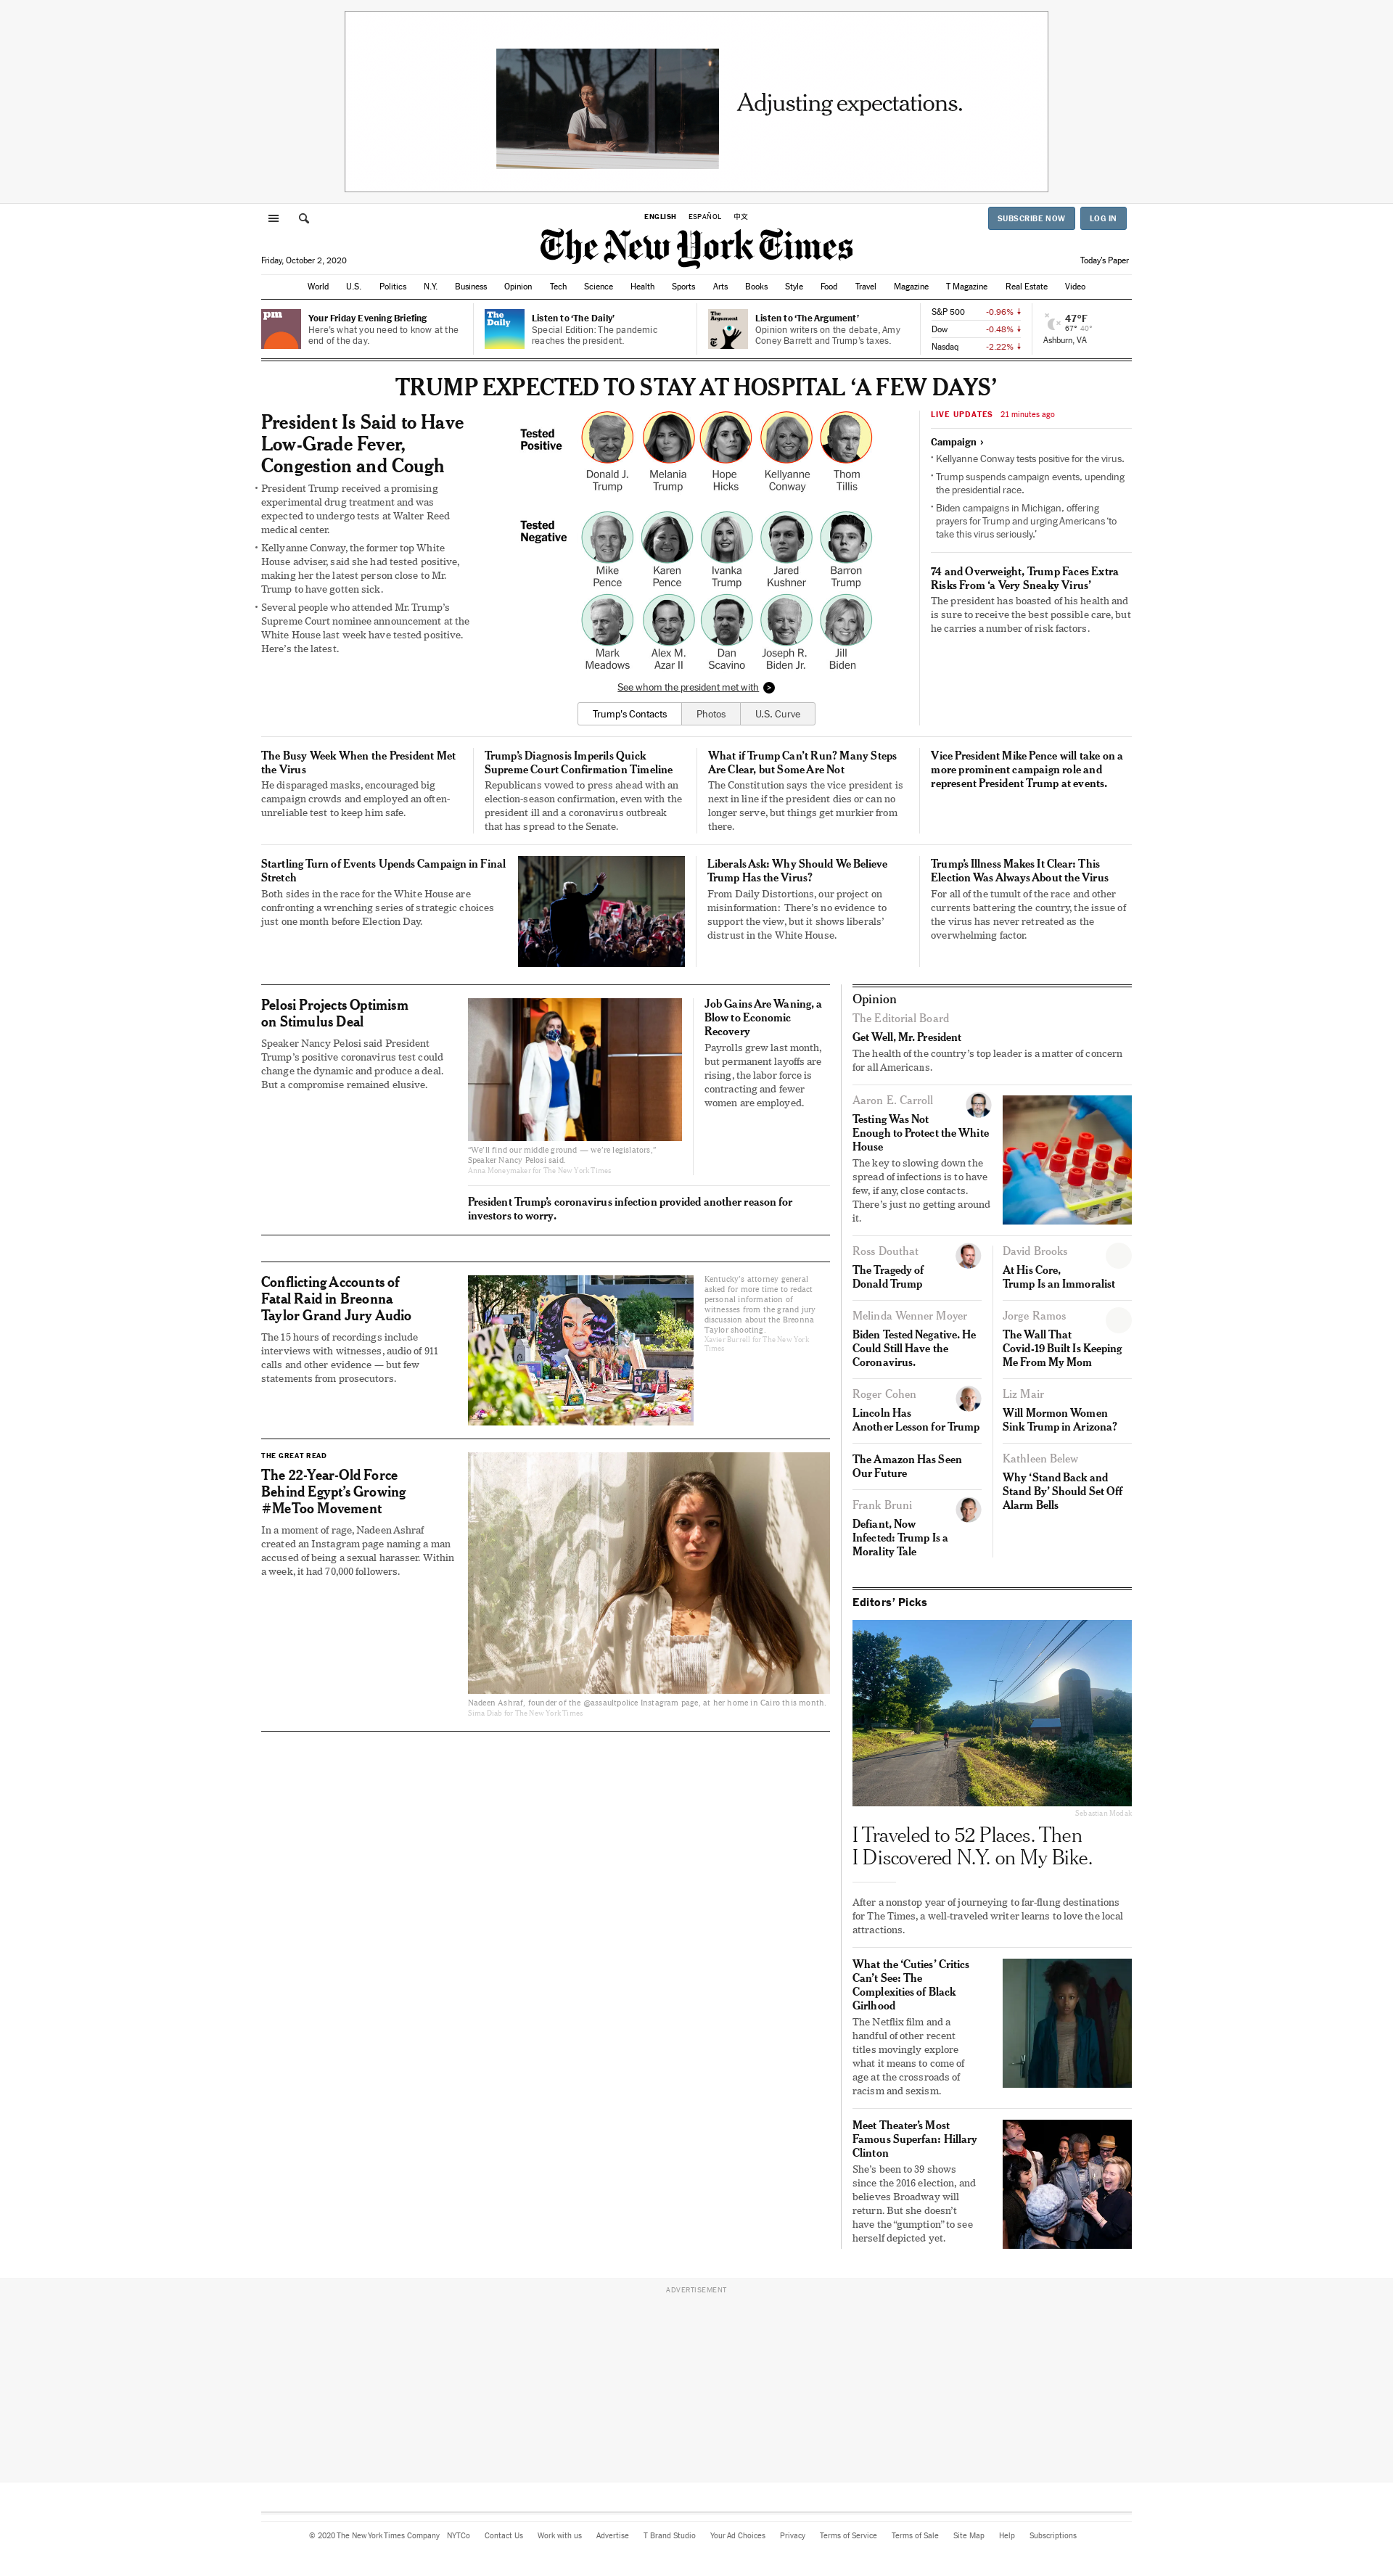 Adjusting expectations.
ENGLISH ESPAÑOL 中文
SUBSCRIBE NOW LOG IN
The New York Times
Friday, October 2, 2020
Today's Paper
World U.S. Politics N.Y. Business Opinion Tech Science Health Sports Arts Books Style Food Travel Magazine T Magazine Real Estate Video
pm
Your Friday Evening Briefing
Here's what you need to know at the
end of the day.
The
Daily
Listen to 'The Daily'
Special Edition: The pandemic
reaches the president.
The
Argument
Listen to 'The Argument'
Opinion writers on the debate, Amy
Coney Barrett and Trump's taxes.
S&P 500 -0.96% ↓
Dow -0.48% ↓
Nasdaq -2.22% ↓
47°F
67° 40°
Ashburn, VA
TRUMP EXPECTED TO STAY AT HOSPITAL ‘A FEW DAYS’
President Is Said to Have
Low-Grade Fever,
Congestion and Cough
• President Trump received a promising
experimental drug treatment and was
expected to undergo tests at Walter Reed
medical center.
• Kellyanne Conway, the former top White
House adviser, said she had tested positive,
making her the latest person close to Mr.
Trump to have gotten sick.
• Several people who attended Mr. Trump’s
Supreme Court nominee announcement at the
White House last week have tested positive.
Here’s the latest.
Tested
Positive
Donald J.
Trump
Melania
Trump
Hope
Hicks
Kellyanne
Conway
Thom
Tillis
Tested
Negative
Mike
Pence
Karen
Pence
Ivanka
Trump
Jared
Kushner
Barron
Trump
Mark
Meadows
Alex M.
Azar II
Dan
Scavino
Joseph R.
Biden Jr.
Jill
Biden
See whom the president met with >
Trump's Contacts Photos U.S. Curve
LIVE UPDATES 21 minutes ago
Campaign ›
• Kellyanne Conway tests positive for the virus.
• Trump suspends campaign events, upending
the presidential race.
• Biden campaigns in Michigan, offering
prayers for Trump and urging Americans ‘to
take this virus seriously.’
74 and Overweight, Trump Faces Extra
Risks From ‘a Very Sneaky Virus’
The president has boasted of his health and
is sure to receive the best possible care, but
he carries a number of risk factors.
The Busy Week When the President Met
the Virus
He disparaged masks, encouraged big
campaign crowds and employed an often-
unreliable test to keep him safe.
Trump’s Diagnosis Imperils Quick
Supreme Court Confirmation Timeline
Republicans vowed to press ahead with an
election-season confirmation, even with the
president ill and a coronavirus outbreak
that has spread to the Senate.
What if Trump Can’t Run? Many Steps
Are Clear, but Some Are Not
The Constitution says the vice president is
next in line if the president dies or can no
longer serve, but things get murkier from
there.
Vice President Mike Pence will take on a
more prominent campaign role and
represent President Trump at events.
Startling Turn of Events Upends Campaign in Final
Stretch
Both sides in the race for the White House are
confronting a wrenching series of strategic choices
just one month before Election Day.
Liberals Ask: Why Should We Believe
Trump Has the Virus?
From Daily Distortions, our project on
misinformation: There’s no evidence to
support the view, but it shows liberals’
distrust in the White House.
Trump’s Illness Makes It Clear: This
Election Was Always About the Virus
For all of the tumult of the race and other
currents battering the country, the issue of
the virus has never retreated as the
overwhelming factor.
Pelosi Projects Optimism
on Stimulus Deal
Speaker Nancy Pelosi said President
Trump’s positive coronavirus test could
change the dynamic and produce a deal.
But a compromise remained elusive.
“We’ll find our middle ground — we’re legislators,”
Speaker Nancy Pelosi said.
Anna Moneymaker for The New York Times
Job Gains Are Waning, a
Blow to Economic
Recovery
Payrolls grew last month,
but permanent layoffs are
rising, the labor force is
contracting and fewer
women are employed.
President Trump’s coronavirus infection provided another reason for
investors to worry.
Conflicting Accounts of
Fatal Raid in Breonna
Taylor Grand Jury Audio
The 15 hours of recordings include
interviews with witnesses, audio of 911
calls and other evidence — but few
statements from prosecutors.
Kentucky’s attorney general
asked for more time to redact
personal information of
witnesses from the grand jury
discussion about the Breonna
Taylor shooting.
Xavier Burrell for The New York
Times
THE GREAT READ
The 22-Year-Old Force
Behind Egypt’s Growing
#MeToo Movement
In a moment of rage, Nadeen Ashraf
created an Instagram page naming a man
accused of being a sexual harasser. Within
a week, it had 70,000 followers.
Nadeen Ashraf, founder of the @assaultpolice Instagram page, at her home in Cairo this month.
Sima Diab for The New York Times
Opinion
The Editorial Board
Get Well, Mr. President
The health of the country’s top leader is a matter of concern
for all Americans.
Aaron E. Carroll
Testing Was Not
Enough to Protect the White
House
The key to slowing down the
spread of infections is to have
few, if any, close contacts.
There’s just no getting around
it.
Ross Douthat
The Tragedy of
Donald Trump
Melinda Wenner Moyer
Biden Tested Negative. He
Could Still Have the
Coronavirus.
Roger Cohen
Lincoln Has
Another Lesson for Trump
The Amazon Has Seen
Our Future
Frank Bruni
Defiant, Now
Infected: Trump Is a
Morality Tale
David Brooks
At His Core,
Trump Is an Immoralist
Jorge Ramos
The Wall That
Covid-19 Built Is Keeping
Me From My Mom
Liz Mair
Will Mormon Women
Sink Trump in Arizona?
Kathleen Belew
Why ‘Stand Back and
Stand By’ Should Set Off
Alarm Bells
Editors’ Picks
Sebastian Modak
I Traveled to 52 Places. Then
I Discovered N.Y. on My Bike.
After a nonstop year of journeying to far-flung destinations
for The Times, a well-traveled writer learns to love the local
attractions.
What the ‘Cuties’ Critics
Can’t See: The
Complexities of Black
Girlhood
The Netflix film and a
handful of other recent
titles movingly explore
what it means to come of
age at the crossroads of
racism and sexism.
Meet Theater’s Most
Famous Superfan: Hillary
Clinton
She’s been to 39 shows
since the 2016 election, and
believes Broadway will
return. But she doesn’t
have the “gumption” to see
herself depicted yet.
ADVERTISEMENT
© 2020 The New York Times Company NYTCo Contact Us Work with us Advertise T Brand Studio Your Ad Choices Privacy Terms of Service Terms of Sale Site Map Help Subscriptions